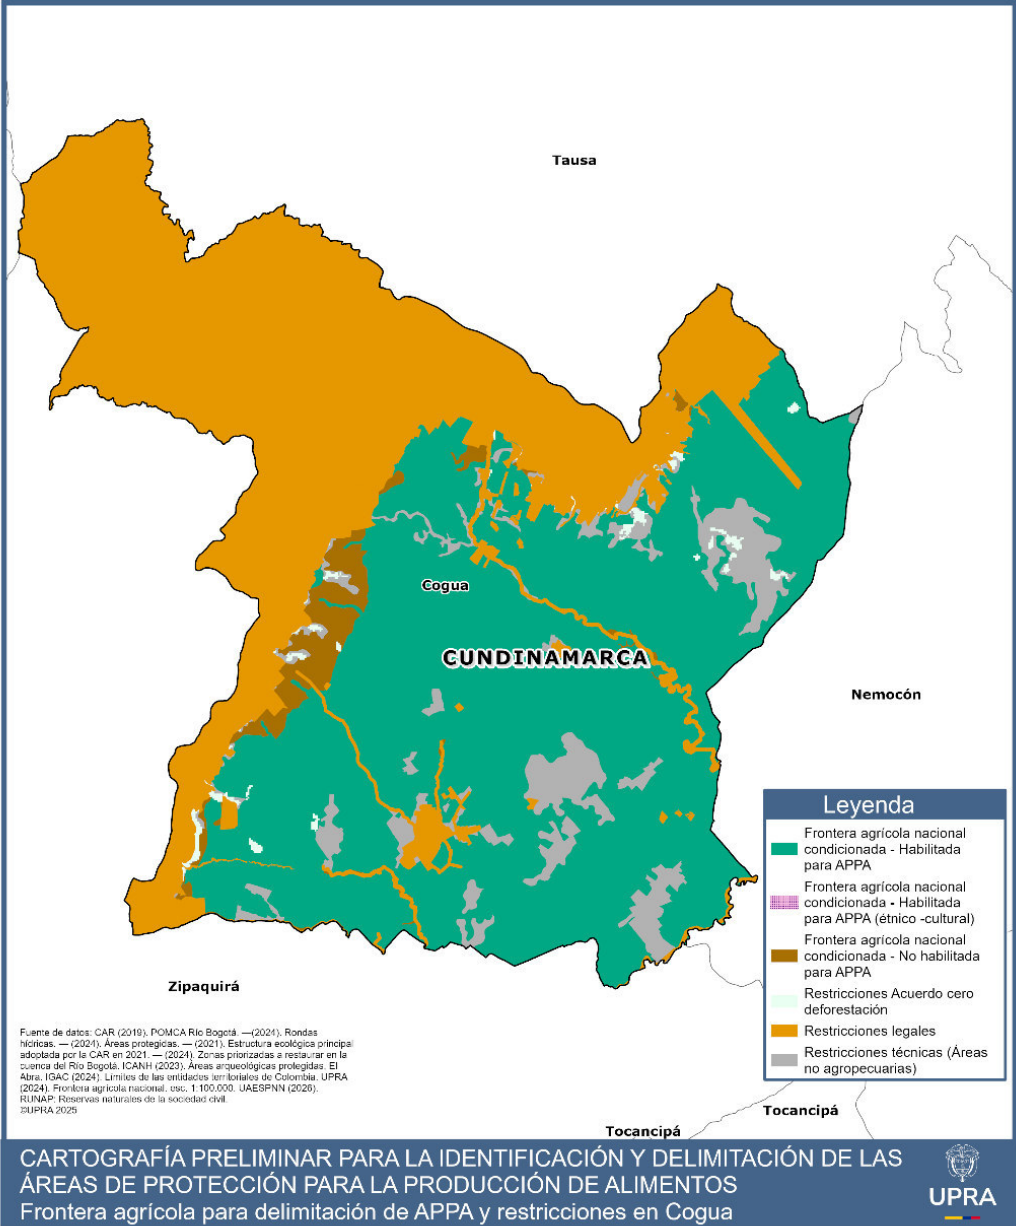 Tausa
Cogua
CUNDINAMARCA
Nemocón
Leyenda
Frontera agrícola nacional
condicionada - Habilitada
para APPA
Frontera agrícola nacional
condicionada - Habilitada
para APPA (étnico -cultural)
Frontera agrícola nacional
condicionada - No habilitada
para APPA
Restricciones Acuerdo cero
deforestación
Restricciones legales
Restricciones técnicas (Áreas
no agropecuarias)
Zipaquirá
Fuente de datos: CAR (2019). POMCA Río Bogotá. —(2024). Rondas
hídricas. — (2024). Áreas protegidas. — (2021). Estructura ecológica principal
adoptada por la CAR en 2021. — (2024). Zonas priorizadas a restaurar en la
cuenca del Río Bogotá. ICANH (2023). Áreas arqueológicas protegidas. El
Abra. IGAC (2024). Límites de las entidades territoriales de Colombia. UPRA
(2024). Frontera agrícola nacional. esc. 1:100.000. UAESPNN (2025).
RUNAP: Reservas naturales de la sociedad civil.
©UPRA 2025
Tocancipá
Tocancipá
CARTOGRAFÍA PRELIMINAR PARA LA IDENTIFICACIÓN Y DELIMITACIÓN DE LAS
ÁREAS DE PROTECCIÓN PARA LA PRODUCCIÓN DE ALIMENTOS
Frontera agrícola para delimitación de APPA y restricciones en Cogua
UPRA